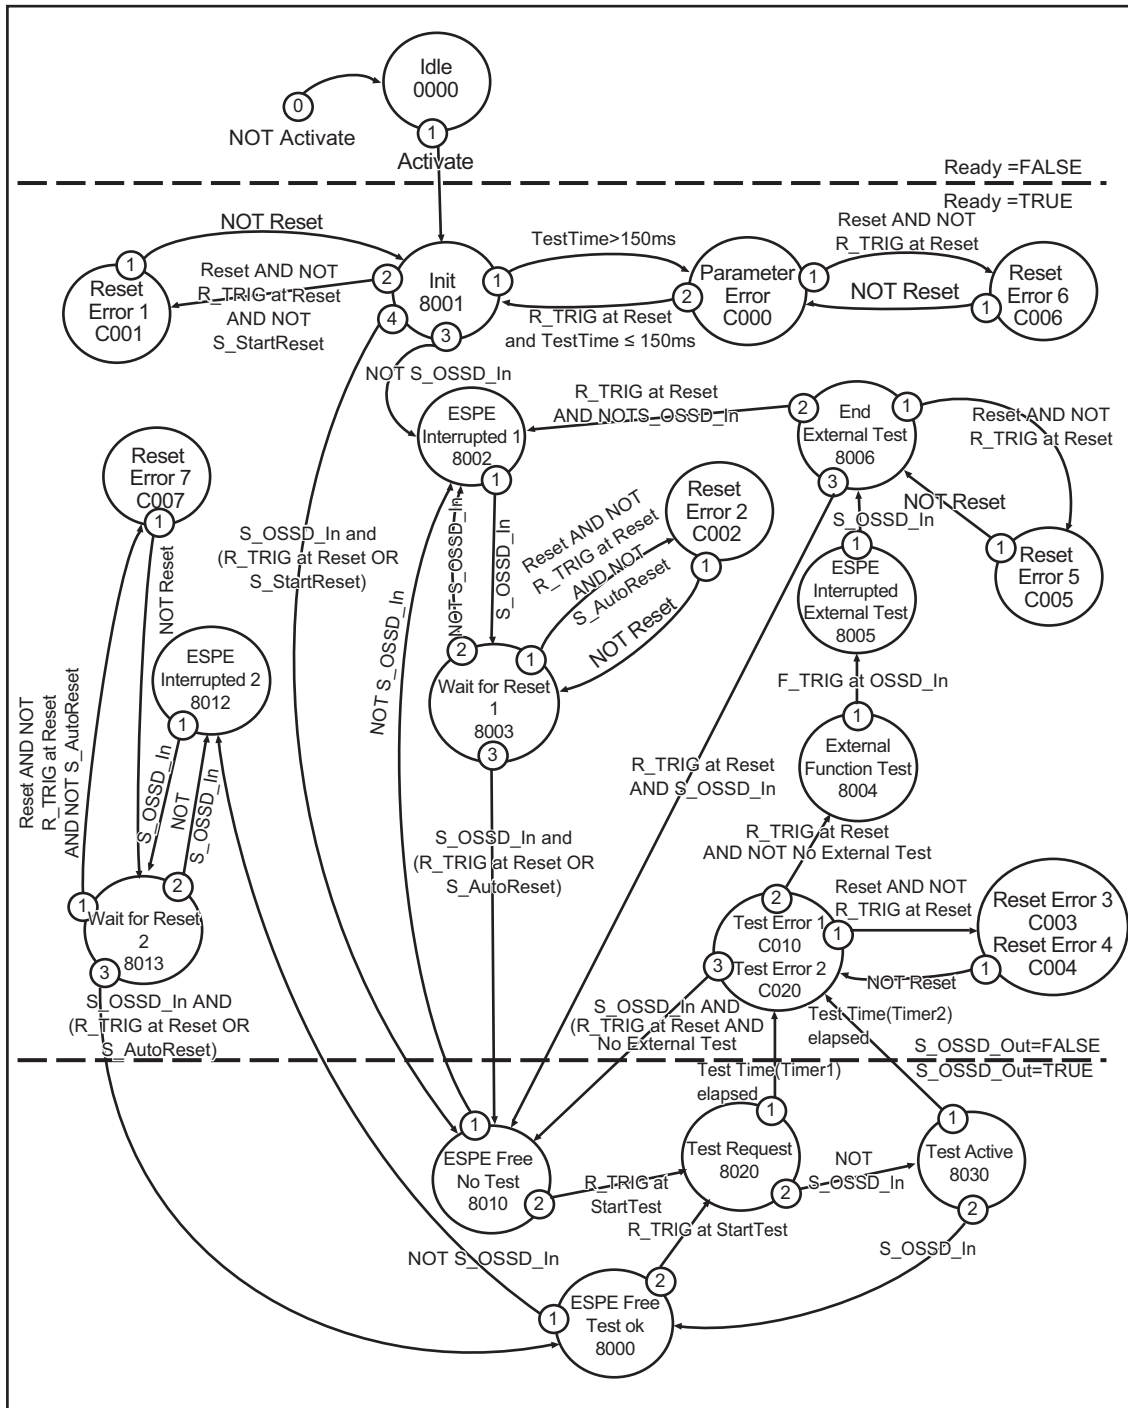 Idle
0000
0
NOT Activate
1
Activate
Ready =FALSE
Ready =TRUE
NOT Reset
1
Reset
Error 1
C001
Reset AND NOT
R_TRIG at Reset
AND NOT
S_StartReset
2
Init
8001
1
4
3
TestTime>150ms
2
R_TRIG at Reset
and TestTime ≤ 150ms
Parameter
Error
C000
1
Reset AND NOT
R_TRIG at Reset
NOT Reset
1
Reset
Error 6
C006
NOT S_OSSD_In
ESPE
Interrupted 1
8002
1
R_TRIG at Reset
AND NOTS_OSSD_In
2
End
External Test
8006
1
3
Reset AND NOT
R_TRIG at Reset
NOT Reset
1
Reset
Error 5
C005
Reset
Error 7
C007
1
NOT Reset
Reset AND NOT
R_TRIG at Reset
AND NOT S_AutoReset
S_OSSD_In and
(R_TRIG at Reset OR
S_StartReset)
NOT S_OSSD_In
NOT S_OSSD_In
S_OSSD_In
Reset AND NOT
R_TRIG at Reset
AND NOT
S_AutoReset
Reset
Error 2
C002
1
NOT Reset
S_OSSD_In
1
ESPE
Interrupted
External Test
8005
F_TRIG at OSSD_In
1
External
Function Test
8004
ESPE
Interrupted 2
8012
1
S_OSSD_In
NOT
S_OSSD_In
2
1
Wait for Reset
1
8003
3
R_TRIG at Reset
AND S_OSSD_In
S_OSSD_In and
(R_TRIG at Reset OR
S_AutoReset)
R_TRIG at Reset
AND NOT No External Test
1
2
Wait for Reset
2
8013
3
S_OSSD_In AND
(R_TRIG at Reset OR
S_AutoReset)
2
Test Error 1
C010
Test Error 2
C020
1
3
Reset AND NOT
R_TRIG at Reset
Reset Error 3
C003
Reset Error 4
C004
1
NOT Reset
S_OSSD_In AND
(R_TRIG at Reset AND
No External Test
Test Time(Timer2)
elapsed
S_OSSD_Out=FALSE
S_OSSD_Out=TRUE
Test Time(Timer1)
elapsed
1
ESPE Free
No Test
8010
2
R_TRIG at
StartTest
1
Test Request
8020
2
NOT
S_OSSD_In
1
Test Active
8030
2
R_TRIG at StartTest
S_OSSD_In
NOT S_OSSD_In
2
1
ESPE Free
Test ok
8000